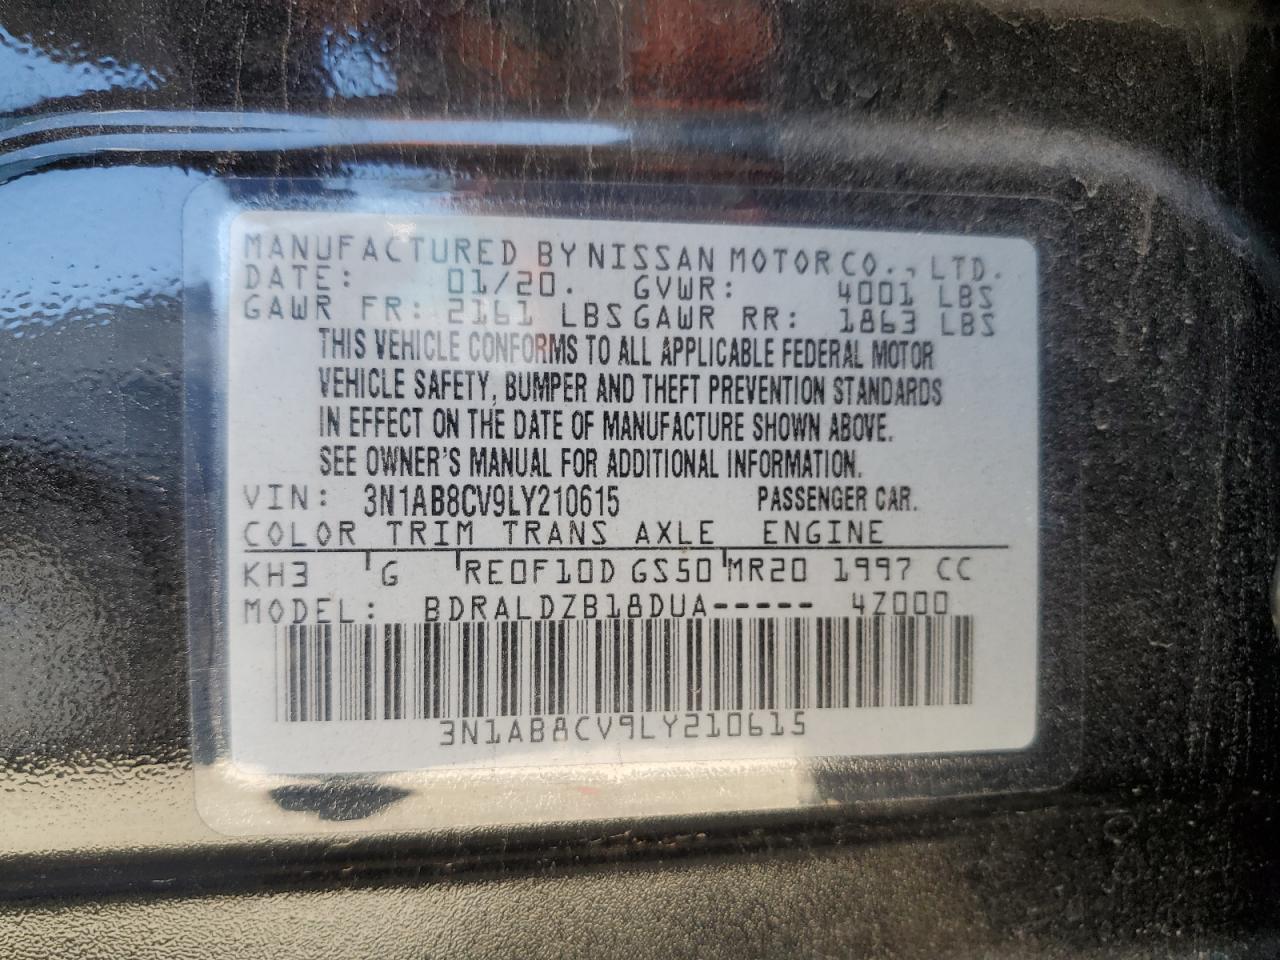 MANUFACTURED BY NISSAN MOTOR CO., LTD.
DATE: 01/20. GVWR: 4001 LBS
GAWR FR: 2161 LBS GAWR RR: 1863 LBS
THIS VEHICLE CONFORMS TO ALL APPLICABLE FEDERAL MOTOR
VEHICLE SAFETY, BUMPER AND THEFT PREVENTION STANDARDS
IN EFFECT ON THE DATE OF MANUFACTURE SHOWN ABOVE.
SEE OWNER'S MANUAL FOR ADDITIONAL INFORMATION.
VIN: 3N1AB8CV9LY210615 PASSENGER CAR.
COLOR TRIM TRANS AXLE ENGINE
KH3 G RE0F10D GS50 MR20 1997 CC
MODEL: BDRALDZB18DUA----- 4Z000
3N1AB8CV9LY210615